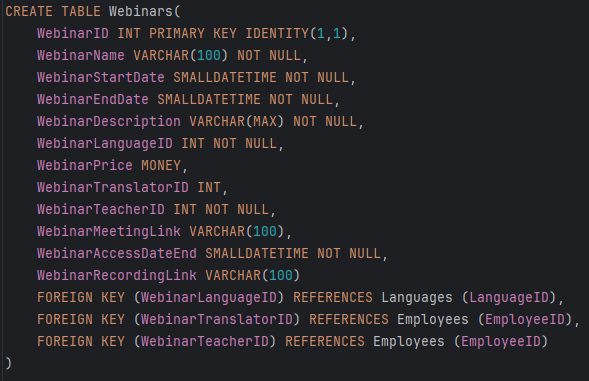 CREATE TABLE Webinars(
WebinarID INT PRIMARY KEY IDENTITY(1,1),
WebinarName VARCHAR(100) NOT NULL,
WebinarStartDate SMALLDATETIME NOT NULL,
WebinarEndDate SMALLDATETIME NOT NULL,
WebinarDescription VARCHAR(MAX) NOT NULL,
WebinarLanguageID INT NOT NULL,
WebinarPrice MONEY,
WebinarTranslatorID INT,
WebinarTeacherID INT NOT NULL,
WebinarMeetingLink VARCHAR(100),
WebinarAccessDateEnd SMALLDATETIME NOT NULL,
WebinarRecordingLink VARCHAR(100)
FOREIGN KEY (WebinarLanguageID) REFERENCES Languages (LanguageID),
FOREIGN KEY (WebinarTranslatorID) REFERENCES Employees (EmployeeID),
FOREIGN KEY (WebinarTeacherID) REFERENCES Employees (EmployeeID)
)